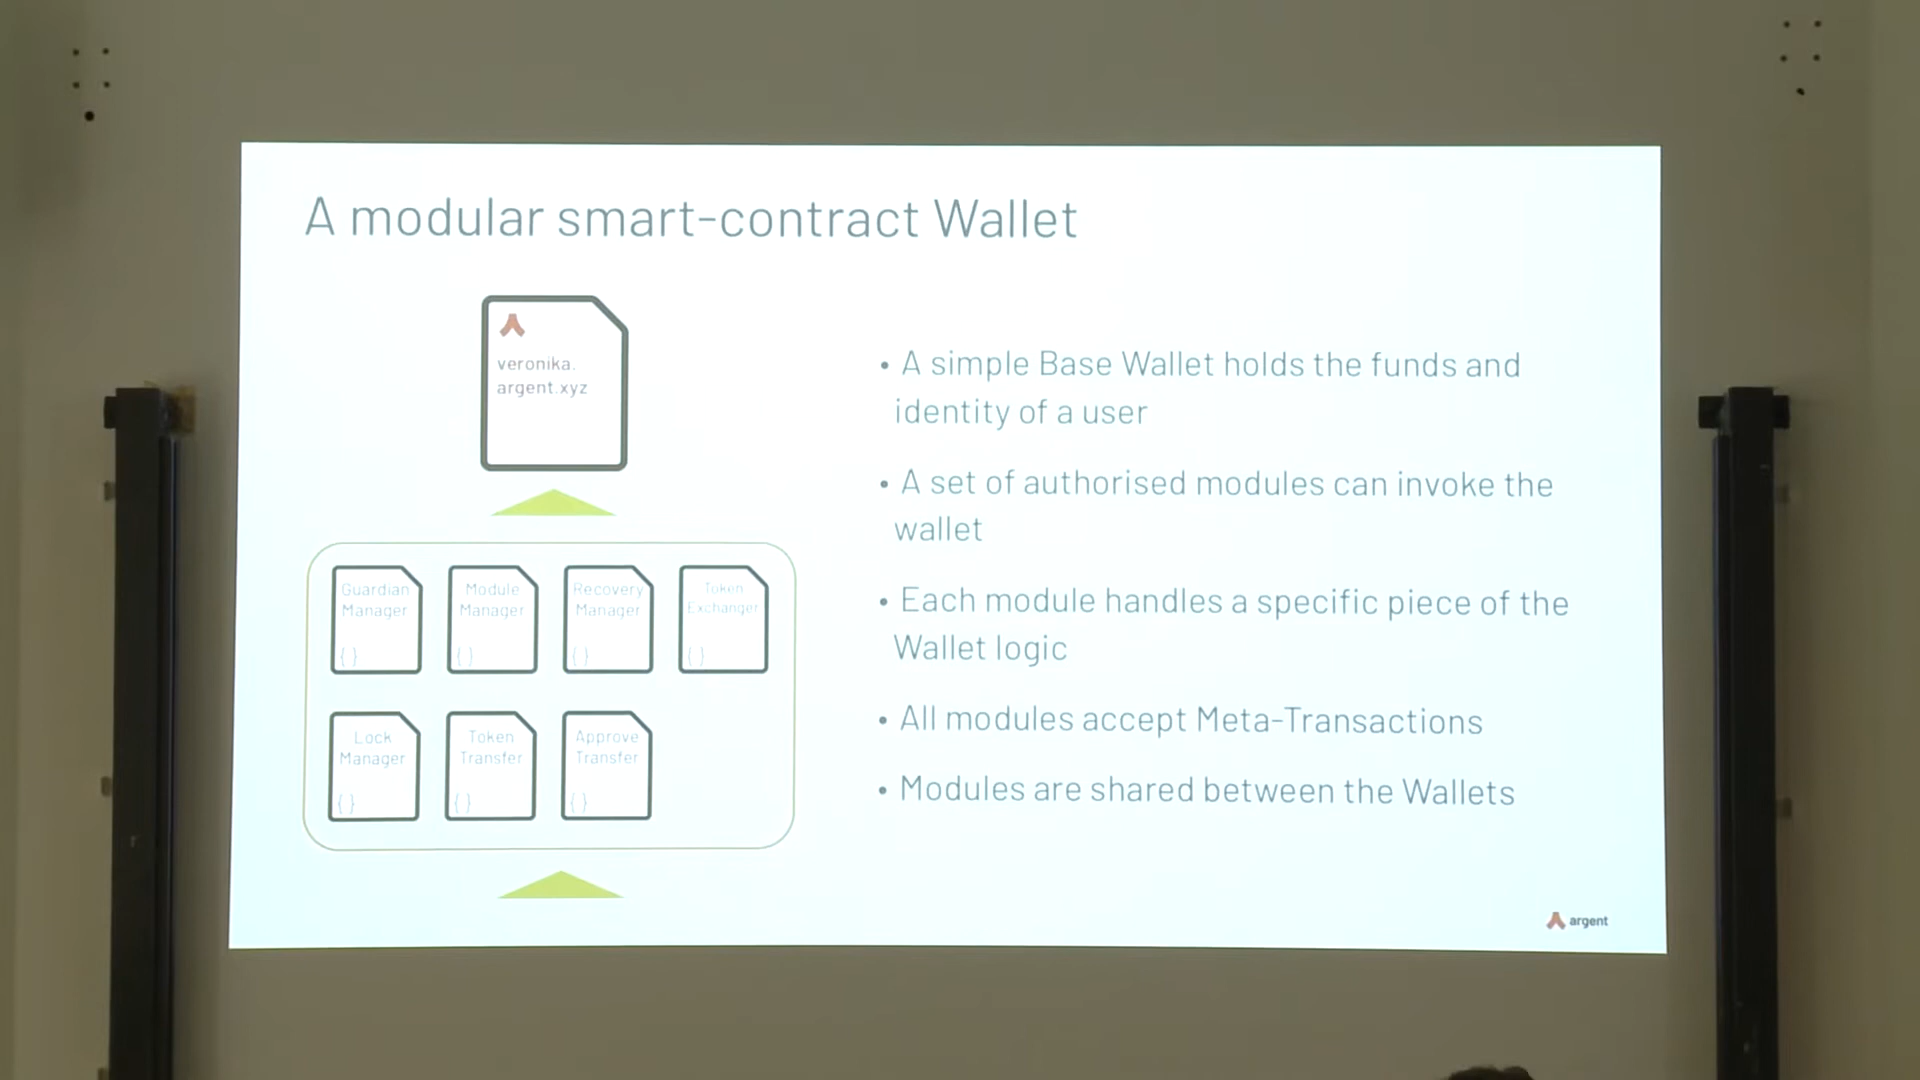 A modular smart-contract Wallet
veronika.
argent.xyz
Guardian
Manager
{ }
Module
Manager
{ }
Recovery
Manager
{ }
Token
Exchanger
{ }
Lock
Manager
{ }
Token
Transfer
{ }
Approve
Transfer
{ }
• A simple Base Wallet holds the funds and
identity of a user
• A set of authorised modules can invoke the
wallet
• Each module handles a specific piece of the
Wallet logic
• All modules accept Meta-Transactions
• Modules are shared between the Wallets
argent